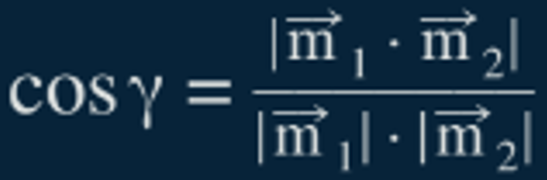 cos γ = |m⃗₁ · m⃗₂| / |m⃗₁| · |m⃗₂|